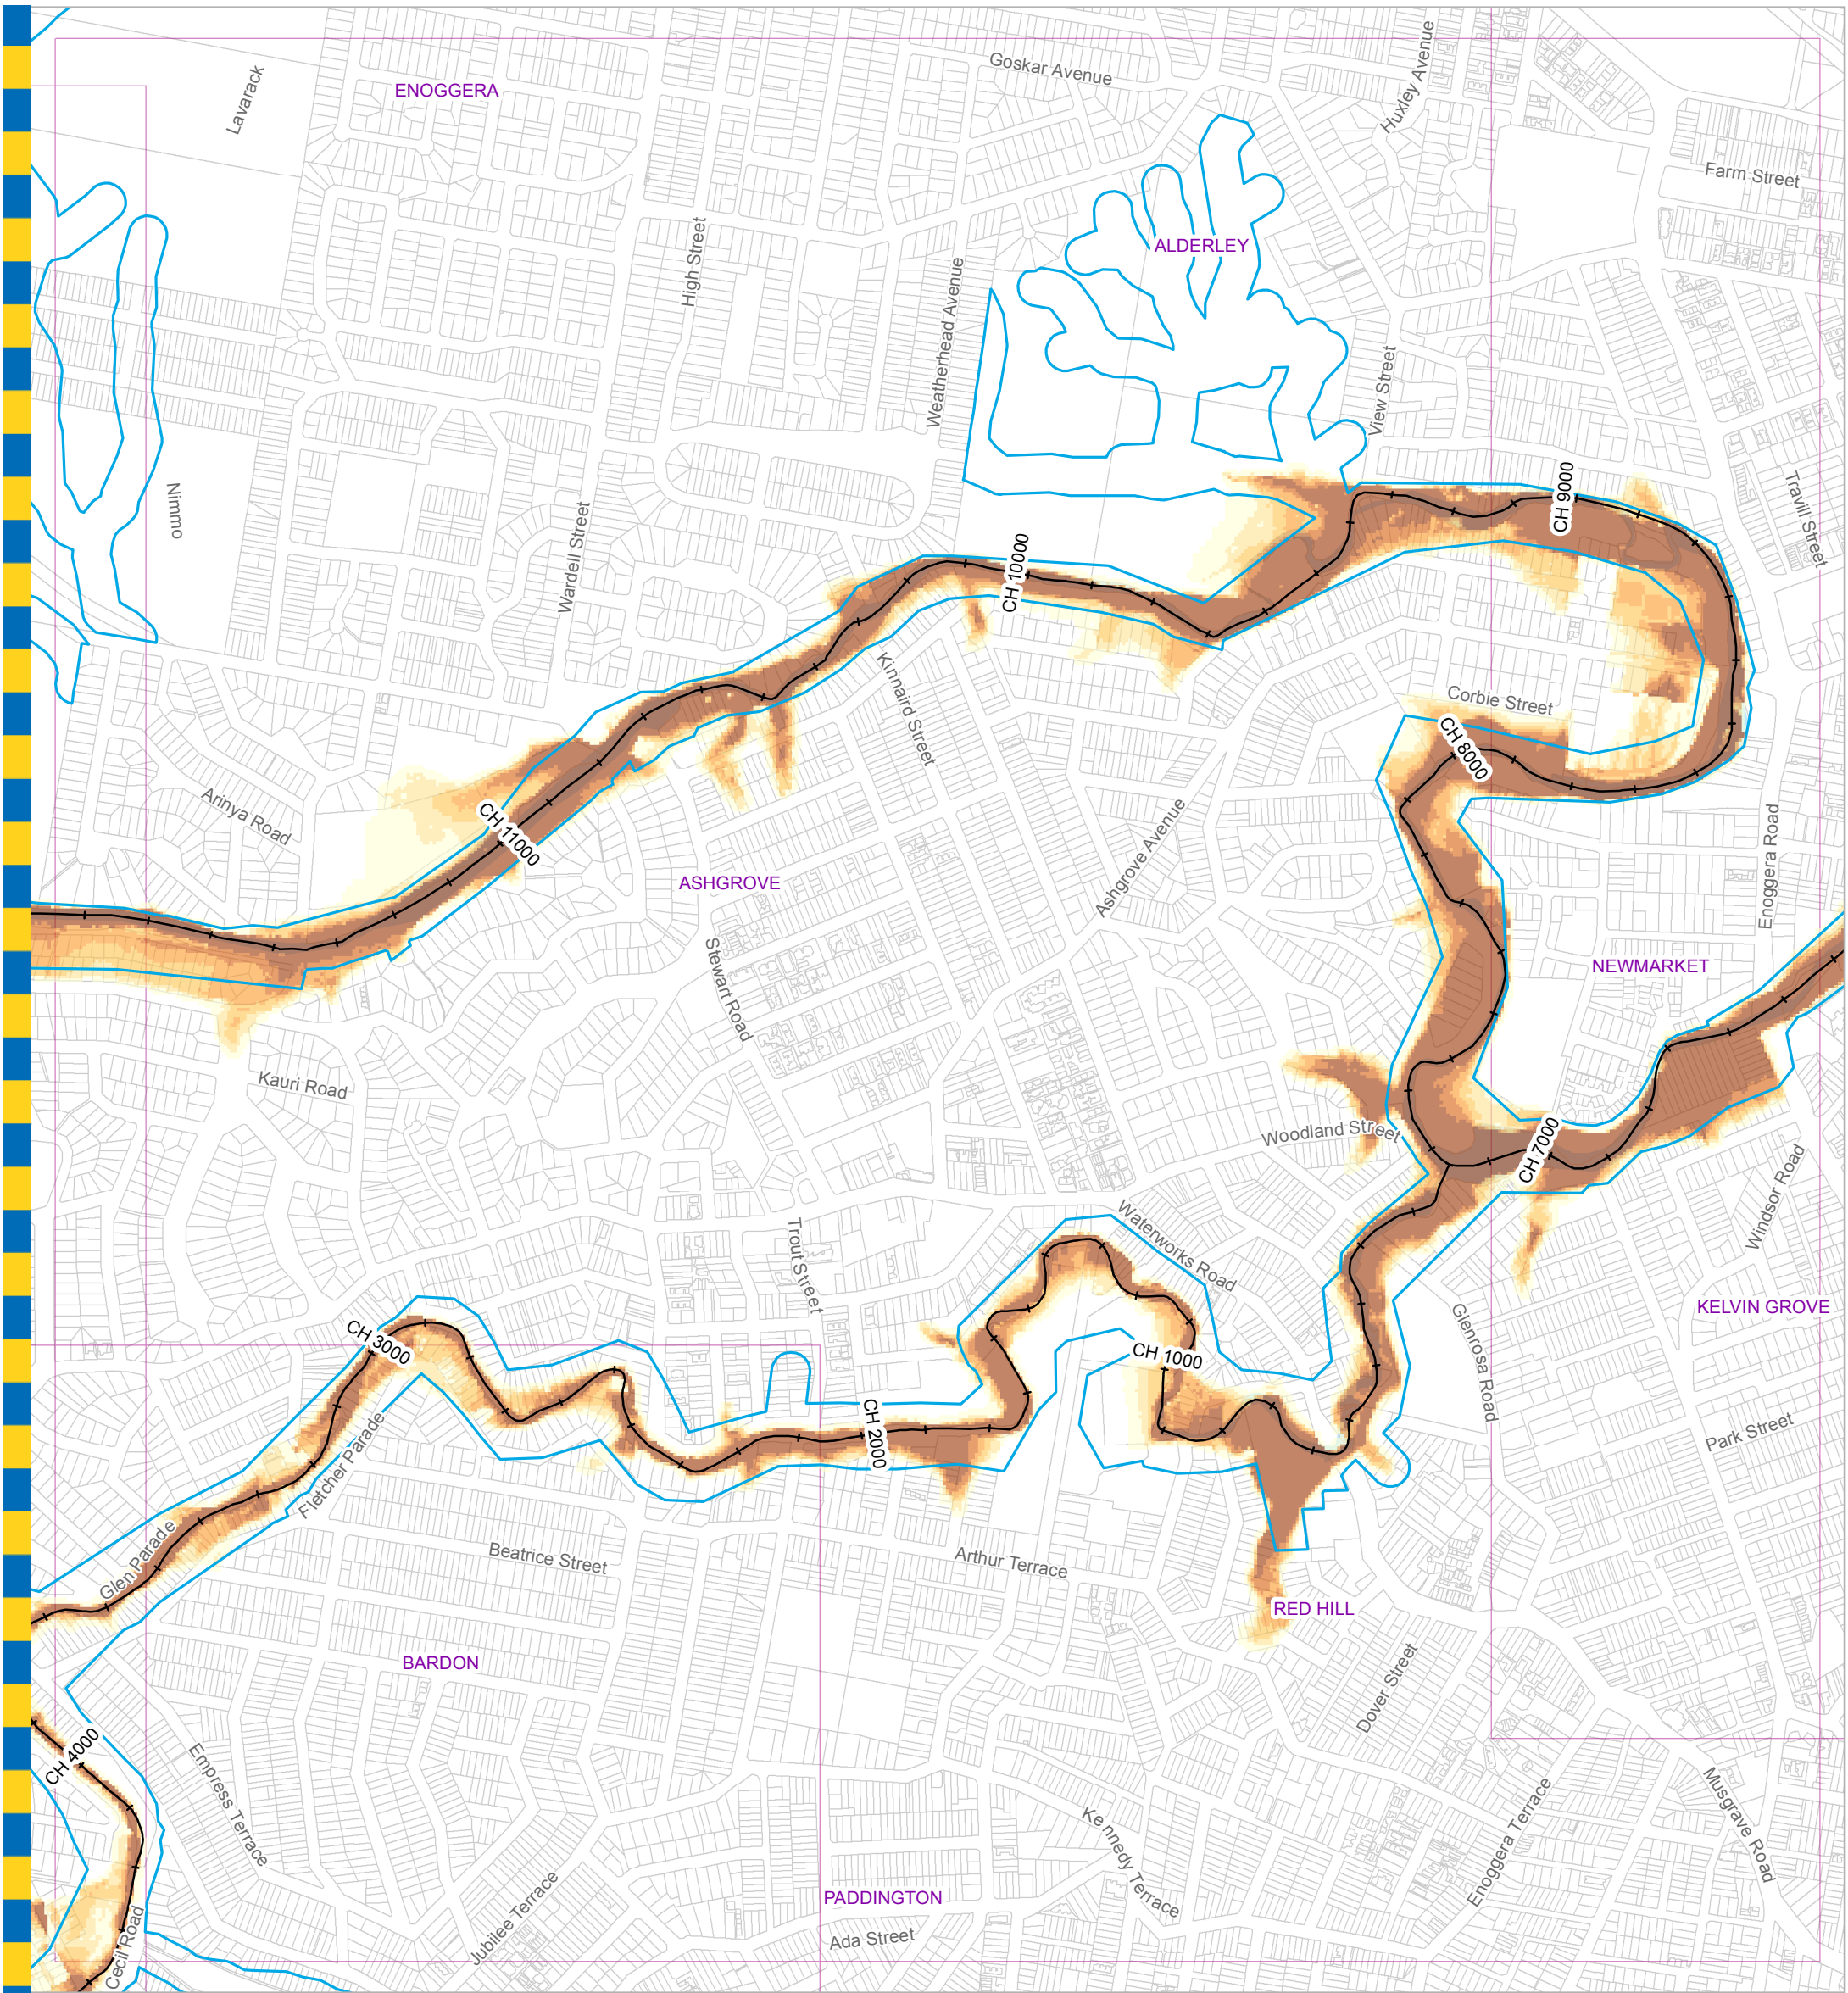 Goskar Avenue
Huxley Avenue
Lavarack
ENOGGERA
Farm Street
High Street
ALDERLEY
Weatherhead Avenue
View Street
Nimmo
Wardell Street
CH 9000
Travill Street
CH 10000
Kinnaird Street
Corbie Street
CH 8000
Arinya Road
CH 11000
ASHGROVE
Ashgrove Avenue
Enoggera Road
Stewart Road
NEWMARKET
Kauri Road
Woodland Street
CH 7000
Windsor Road
Trout Street
Waterworks Road
KELVIN GROVE
CH 3000
CH 1000
Glenrosa Road
Fletcher Parade
CH 2000
Park Street
Glen Parade
Beatrice Street
Arthur Terrace
RED HILL
BARDON
Dover Street
CH 4000
Empress Terrace
Kennedy Terrace
Enoggera Terrace
Musgrave Road
PADDINGTON
Jubilee Terrace
Ada Street
Cecil Road